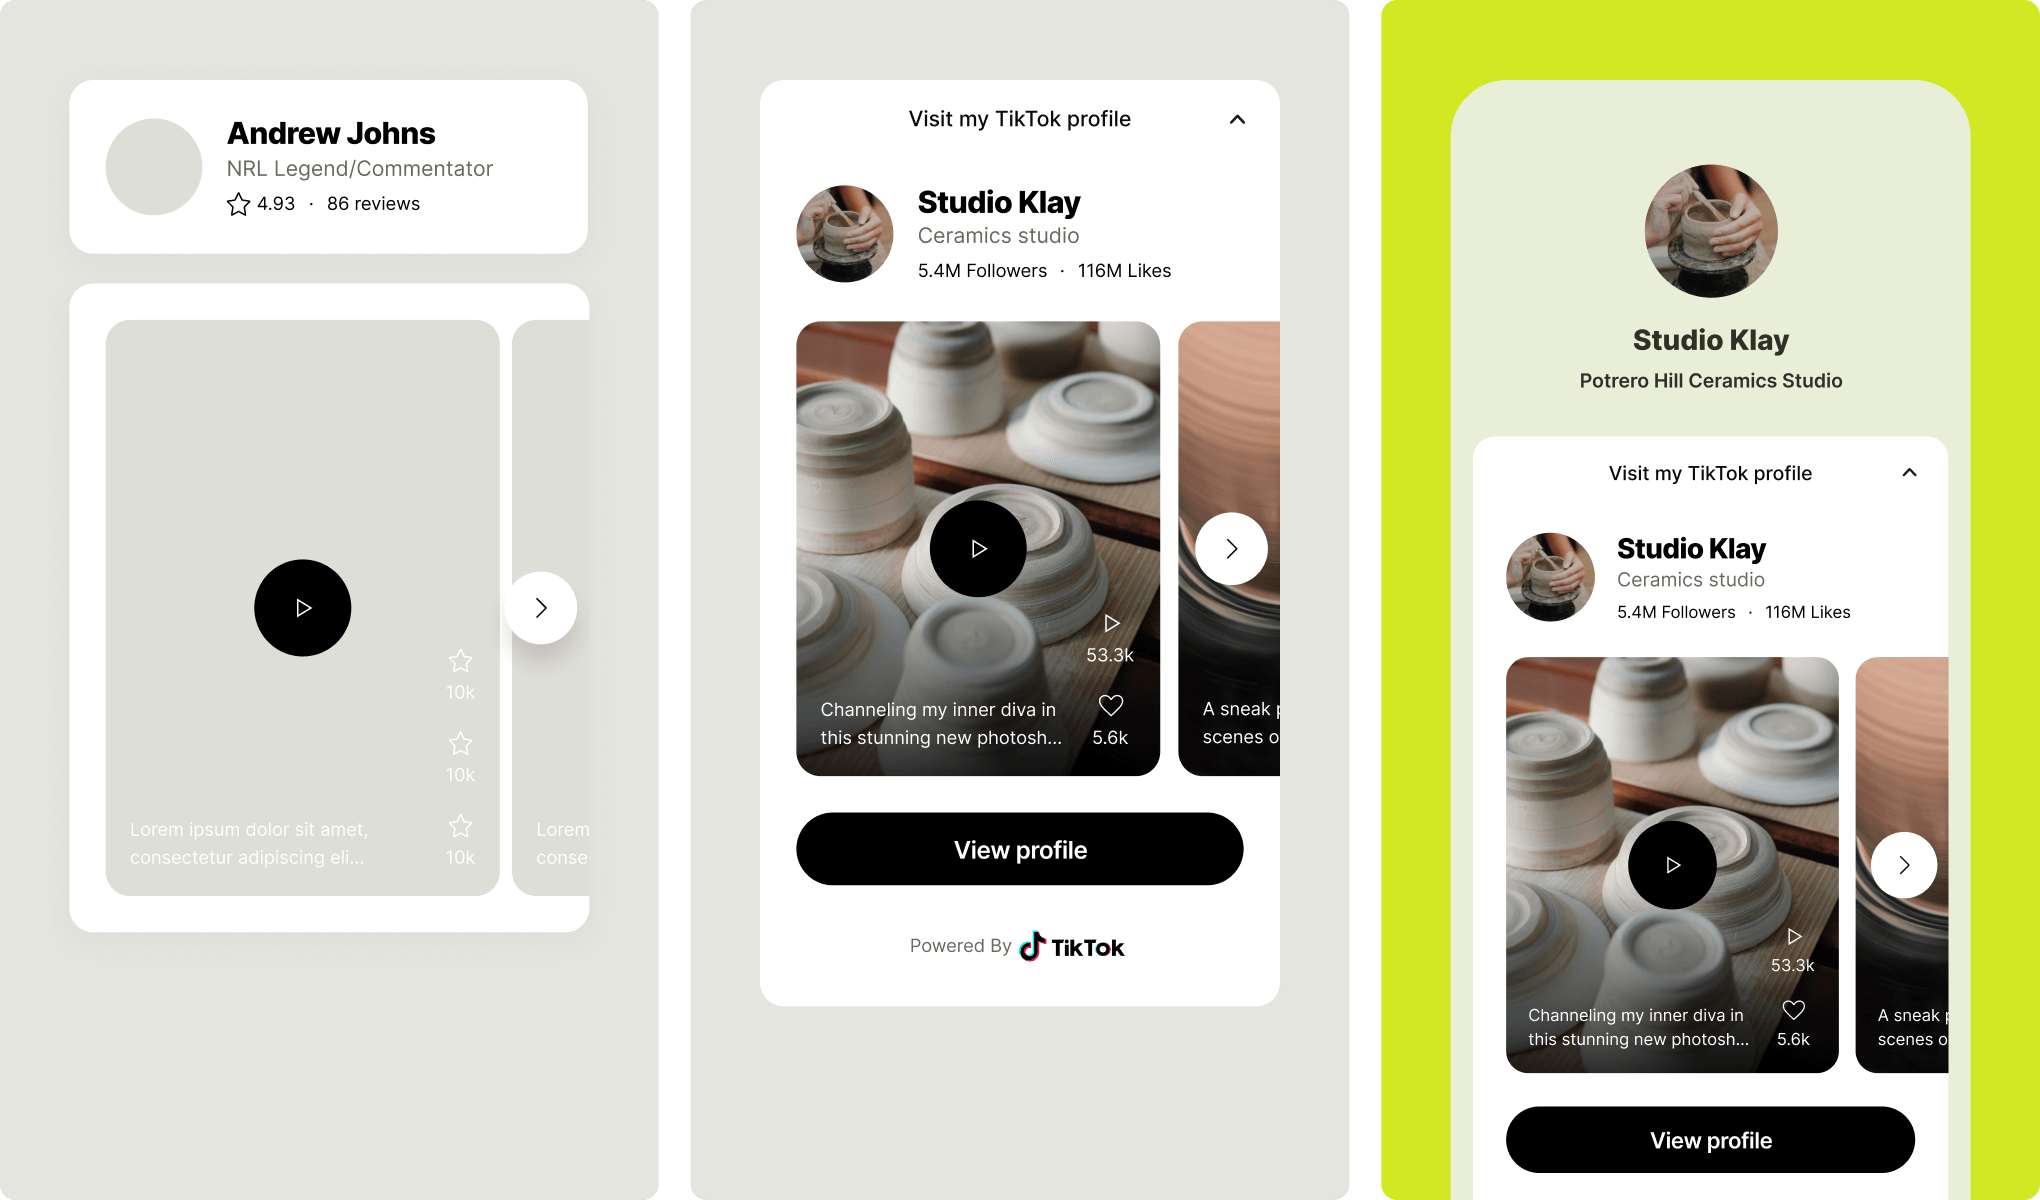 Andrew Johns
NRL Legend/Commentator
4.93 · 86 reviews
10k
10k
Lorem ipsum dolor sit amet,
consectetur adipiscing eli...
10k
Lorem
conse
Visit my TikTok profile
Studio Klay
Ceramics studio
5.4M Followers · 116M Likes
53.3k
Channeling my inner diva in
this stunning new photosh...
5.6k
A sneak p
scenes o
View profile
Powered By TikTok
Studio Klay
Potrero Hill Ceramics Studio
Visit my TikTok profile
Studio Klay
Ceramics studio
5.4M Followers · 116M Likes
53.3k
Channeling my inner diva in
this stunning new photosh...
5.6k
A sneak p
scenes o
View profile